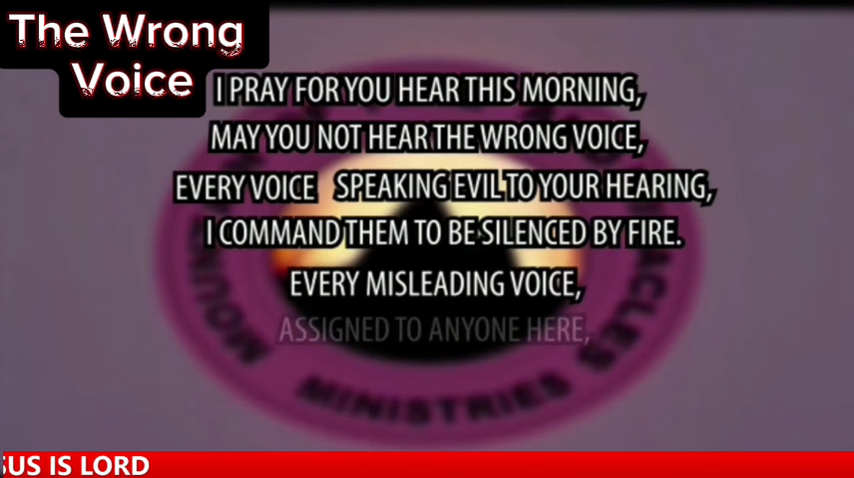 The Wrong
Voice
I PRAY FOR YOU HEAR THIS MORNING,
MAY YOU NOT HEAR THE WRONG VOICE,
EVERY VOICE SPEAKING EVIL TO YOUR HEARING,
I COMMAND THEM TO BE SILENCED BY FIRE.
EVERY MISLEADING VOICE,
ASSIGNED TO ANYONE HERE,
MINISTRIES
SUS IS LORD